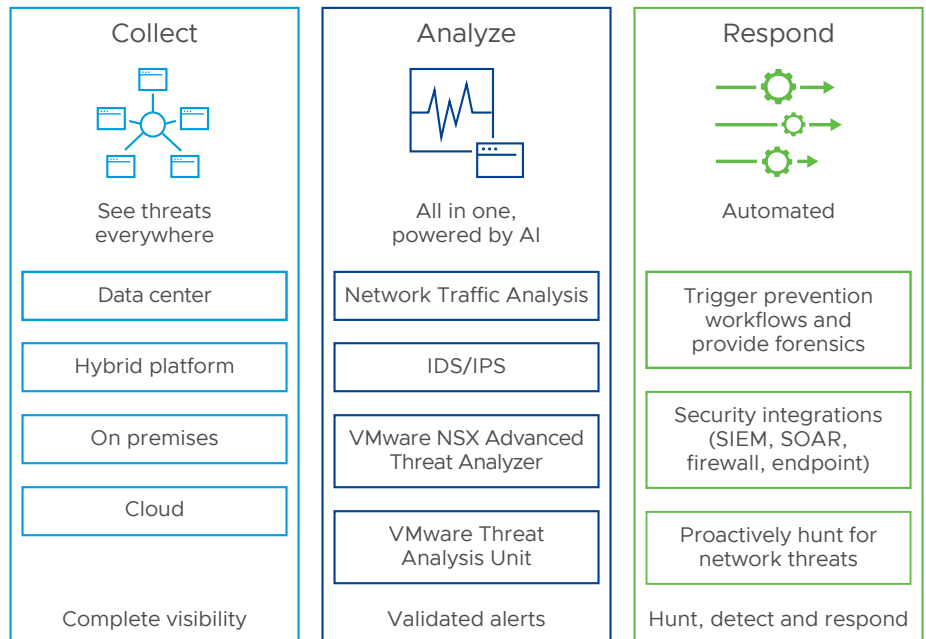 Collect
See threats
everywhere
Data center
Hybrid platform
On premises
Cloud
Complete visibility
Analyze
All in one,
powered by AI
Network Traffic Analysis
IDS/IPS
VMware NSX Advanced
Threat Analyzer
VMware Threat
Analysis Unit
Validated alerts
Respond
Automated
Trigger prevention
workflows and
provide forensics
Security integrations
(SIEM, SOAR,
firewall, endpoint)
Proactively hunt for
network threats
Hunt, detect and respond